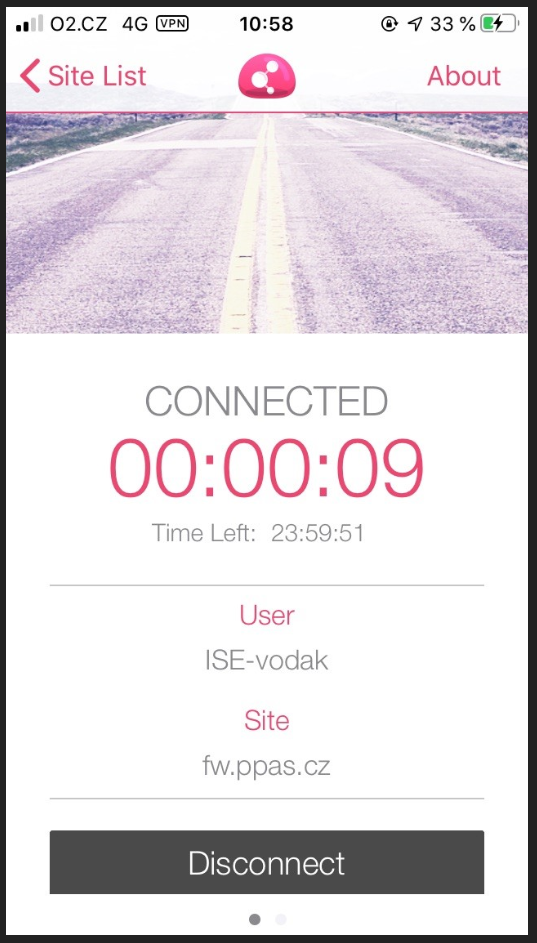 O2.CZ 4G VPN 10:58 33 %
Site List About
CONNECTED
00:00:09
Time Left: 23:59:51
User
ISE-vodak
Site
fw.ppas.cz
Disconnect